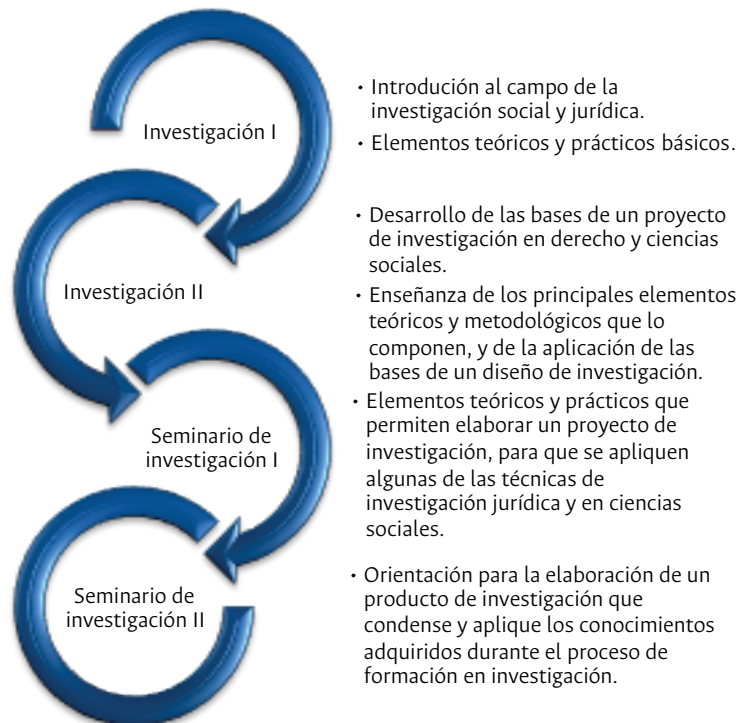 Investigación I
• Introdución al campo de la
investigación social y jurídica.
• Elementos teóricos y prácticos básicos.
Investigación II
• Desarrollo de las bases de un proyecto
de investigación en derecho y ciencias
sociales.
• Enseñanza de los principales elementos
teóricos y metodológicos que lo
componen, y de la aplicación de las
bases de un diseño de investigación.
Seminario de
investigación I
• Elementos teóricos y prácticos que
permiten elaborar un proyecto de
investigación, para que se apliquen
algunas de las técnicas de
investigación jurídica y en ciencias
sociales.
Seminario de
investigación II
• Orientación para la elaboración de un
producto de investigación que
condense y aplique los conocimientos
adquiridos durante el proceso de
formación en investigación.